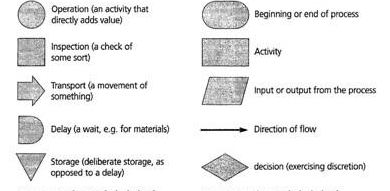 Operation (an activity that
directly adds value)
Beginning or end of process
Inspection (a check of
some sort)
Activity
Transport (a movement of
something)
Input or output from the process
Delay (a wait, e.g. for materials)
Direction of flow
Storage (deliberate storage, as
opposed to a delay)
decision (exercising discretion)